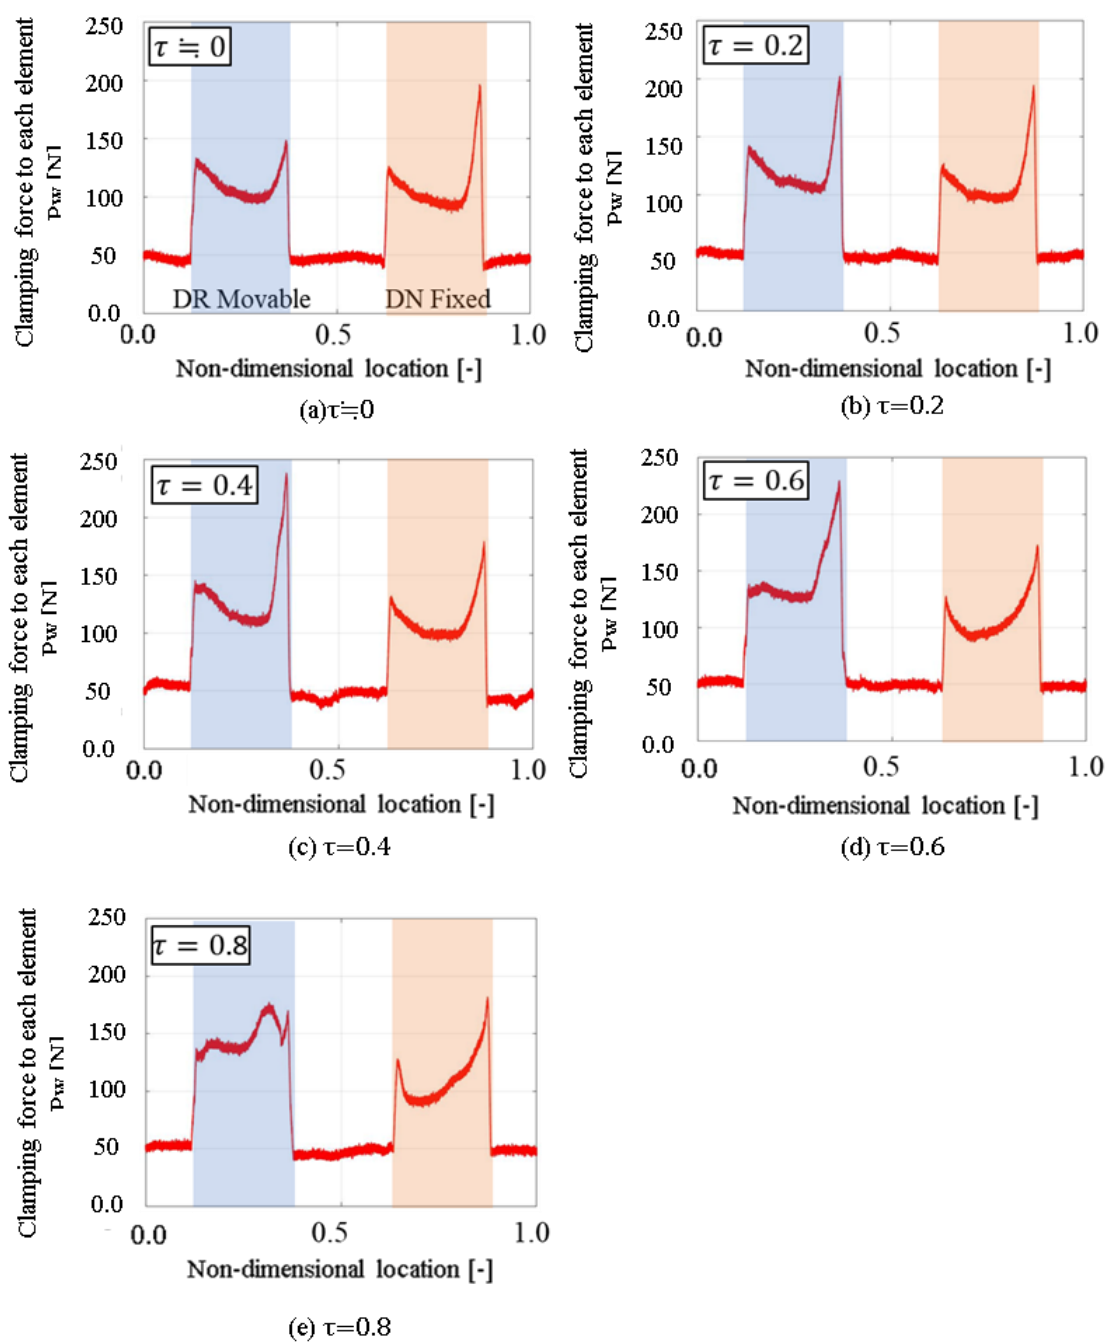 Clamping force to each element
Pw [N]
250
200
150
100
50
0.0
τ ≒ 0
DR Movable
DN Fixed
0.0
0.5
1.0
Non-dimensional location [-]
(a)τ≒0
Clamping force to each element
Pw [N]
250
200
150
100
50
0.0
τ = 0.2
0.0
0.5
1.0
Non-dimensional location [-]
(b) τ=0.2
Clamping force to each element
Pw [N]
250
200
150
100
50
0.0
τ = 0.4
0.0
0.5
1.0
Non-dimensional location [-]
(c) τ=0.4
Clamping force to each element
Pw [N]
250
200
150
100
50
0.0
τ = 0.6
0.0
0.5
1.0
Non-dimensional location [-]
(d) τ=0.6
Clamping force to each element
Pw [N]
250
200
150
100
50
0.0
τ = 0.8
0.0
0.5
1.0
Non-dimensional location [-]
(e) τ=0.8